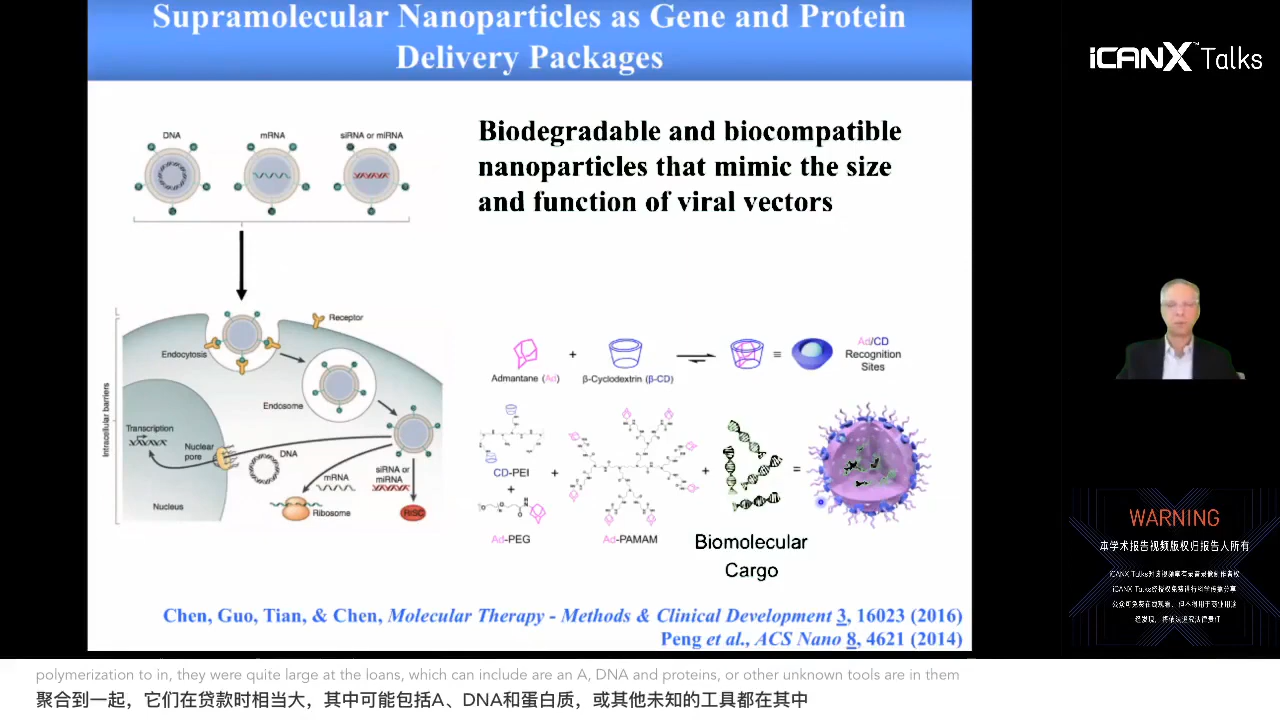 Supramolecular Nanoparticles as Gene and Protein
Delivery Packages
iCANX Talks
DNA
mRNA
siRNA or miRNA
Biodegradable and biocompatible
nanoparticles that mimic the size
and function of viral vectors
Receptor
Endocytosis
Endosome
Intracellular barriers
Transcription
Nuclear
pore
DNA
mRNA
siRNA or
miRNA
Nucleus
Ribosome
RISC
+
≡
Admantane (Ad)
β-Cyclodextrin (β-CD)
Ad/CD
Recognition
Sites
CD-PEI
+
+
+
=
Ad-PEG
Ad-PAMAM
Biomolecular
Cargo
Chen, Guo, Tian, & Chen, Molecular Therapy - Methods & Clinical Development 3, 16023 (2016)
Peng et al., ACS Nano 8, 4621 (2014)
WARNING
本学术报告视频版权归报告人所有
polymerization to in, they were quite large at the loans, which can include are an A, DNA and proteins, or other unknown tools are in them
聚合到一起，它们在贷款时相当大，其中可能包括A、DNA和蛋白质，或其他未知的工具都在其中